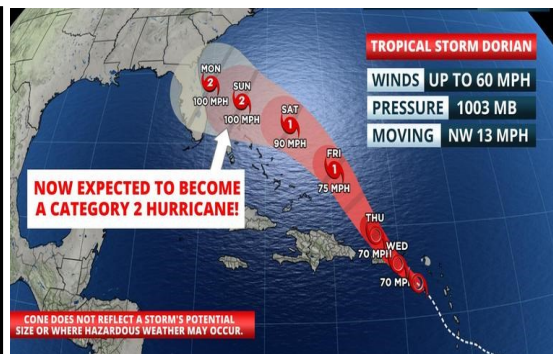 TROPICAL STORM DORIAN
WINDS UP TO 60 MPH
PRESSURE 1003 MB
MOVING NW 13 MPH
MON
2
100 MPH
SUN
2
100 MPH
SAT
1
90 MPH
FRI
1
75 MPH
THU
70 MPH
WED
70 MPH
NOW EXPECTED TO BECOME
A CATEGORY 2 HURRICANE!
CONE DOES NOT REFLECT A STORM'S POTENTIAL
SIZE OR WHERE HAZARDOUS WEATHER MAY OCCUR.